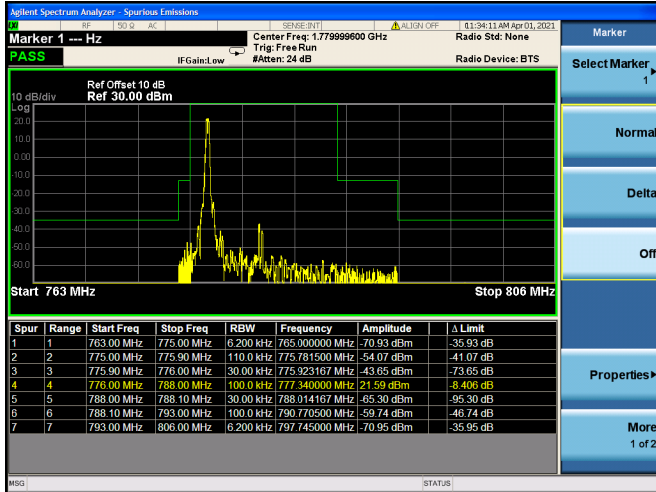 Agilent Spectrum Analyzer - Spurious Emissions
LXI RF 50 Ω AC SENSE:INT ALIGN OFF 01:34:11 AM Apr 01, 2021
Marker 1 --- Hz
Center Freq: 1.779999600 GHz
Radio Std: None
Trig: Free Run
PASS
IFGain:Low
#Atten: 24 dB
Radio Device: BTS
Ref Offset 10 dB
10 dB/div Ref 30.00 dBm
Log
20.0
10.0
0.00
-10.0
-20.0
-30.0
-40.0
-50.0
-60.0
Start 763 MHz Stop 806 MHz
Spur Range Start Freq Stop Freq RBW Frequency Amplitude Δ Limit
1 1 763.00 MHz 775.00 MHz 6.200 kHz 765.000000 MHz -70.93 dBm -35.93 dB
2 2 775.00 MHz 775.90 MHz 110.0 kHz 775.781500 MHz -54.07 dBm -41.07 dB
3 3 775.90 MHz 776.00 MHz 30.00 kHz 775.923167 MHz -43.65 dBm -73.65 dB
4 4 776.00 MHz 788.00 MHz 100.0 kHz 777.340000 MHz 21.59 dBm -8.406 dB
5 5 788.00 MHz 788.10 MHz 30.00 kHz 788.014167 MHz -65.30 dBm -95.30 dB
6 6 788.10 MHz 793.00 MHz 100.0 kHz 790.770500 MHz -59.74 dBm -46.74 dB
7 7 793.00 MHz 806.00 MHz 6.200 kHz 797.745000 MHz -70.95 dBm -35.95 dB
MSG STATUS
Marker
Select Marker
1
Normal
Delta
Off
Properties
More
1 of 2